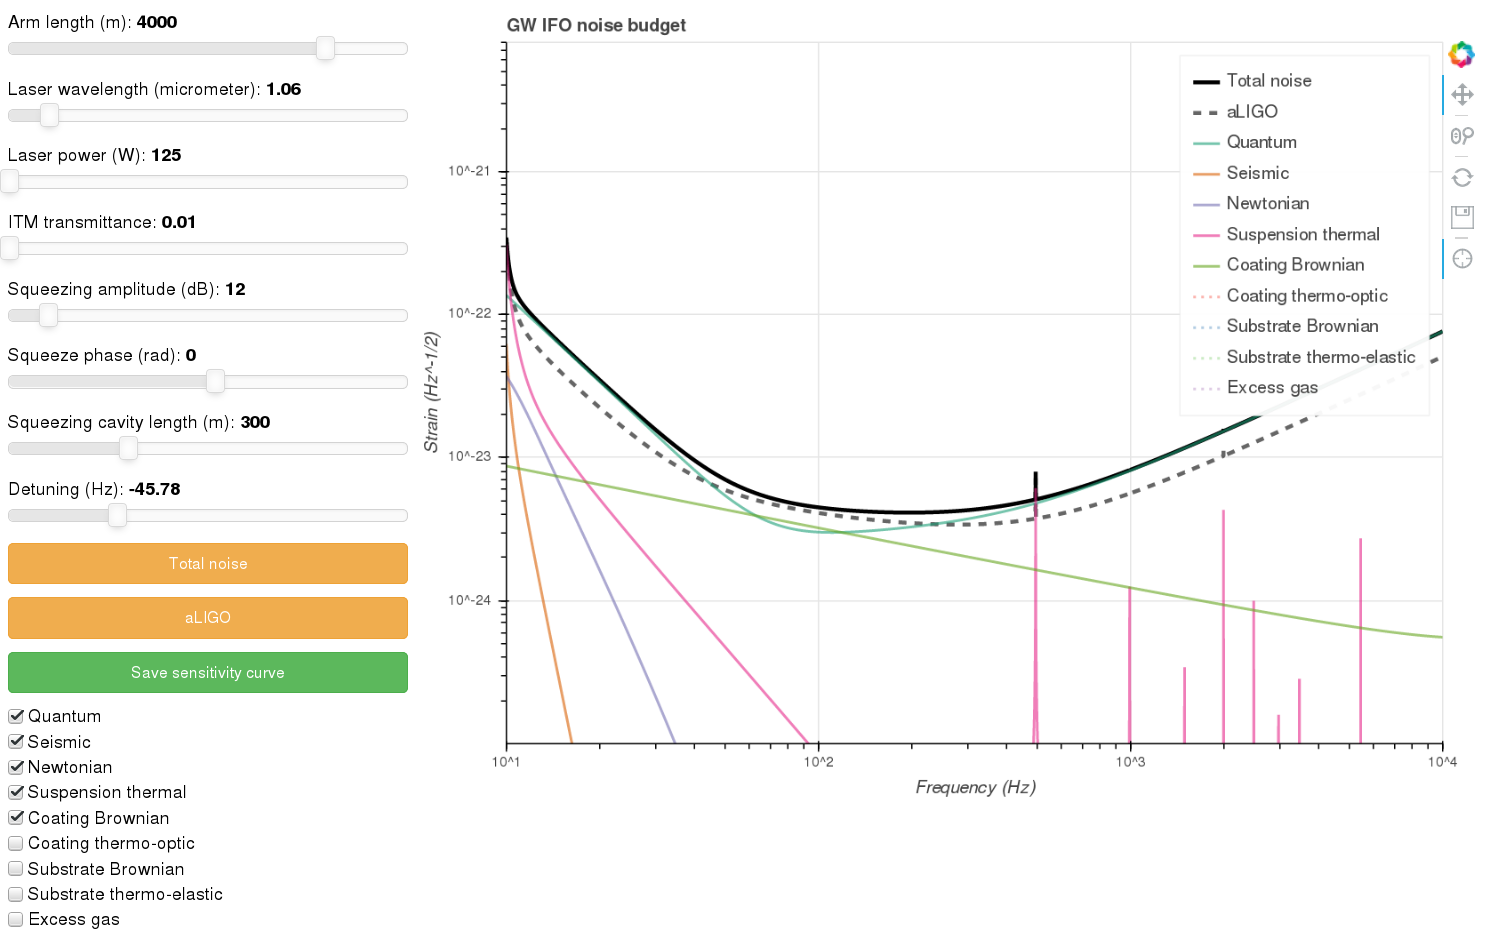 Arm length (m): 4000
Laser wavelength (micrometer): 1.06
Laser power (W): 125
ITM transmittance: 0.01
Squeezing amplitude (dB): 12
Squeeze phase (rad): 0
Squeezing cavity length (m): 300
Detuning (Hz): -45.78
Total noise
aLIGO
Save sensitivity curve
Quantum
Seismic
Newtonian
Suspension thermal
Coating Brownian
Coating thermo-optic
Substrate Brownian
Substrate thermo-elastic
Excess gas
GW IFO noise budget
Total noise
aLIGO
Quantum
Seismic
Newtonian
Suspension thermal
Coating Brownian
Coating thermo-optic
Substrate Brownian
Substrate thermo-elastic
Excess gas
10^-21
10^-22
10^-23
10^-24
Strain (Hz^-1/2)
10^1 10^2 10^3 10^4
Frequency (Hz)